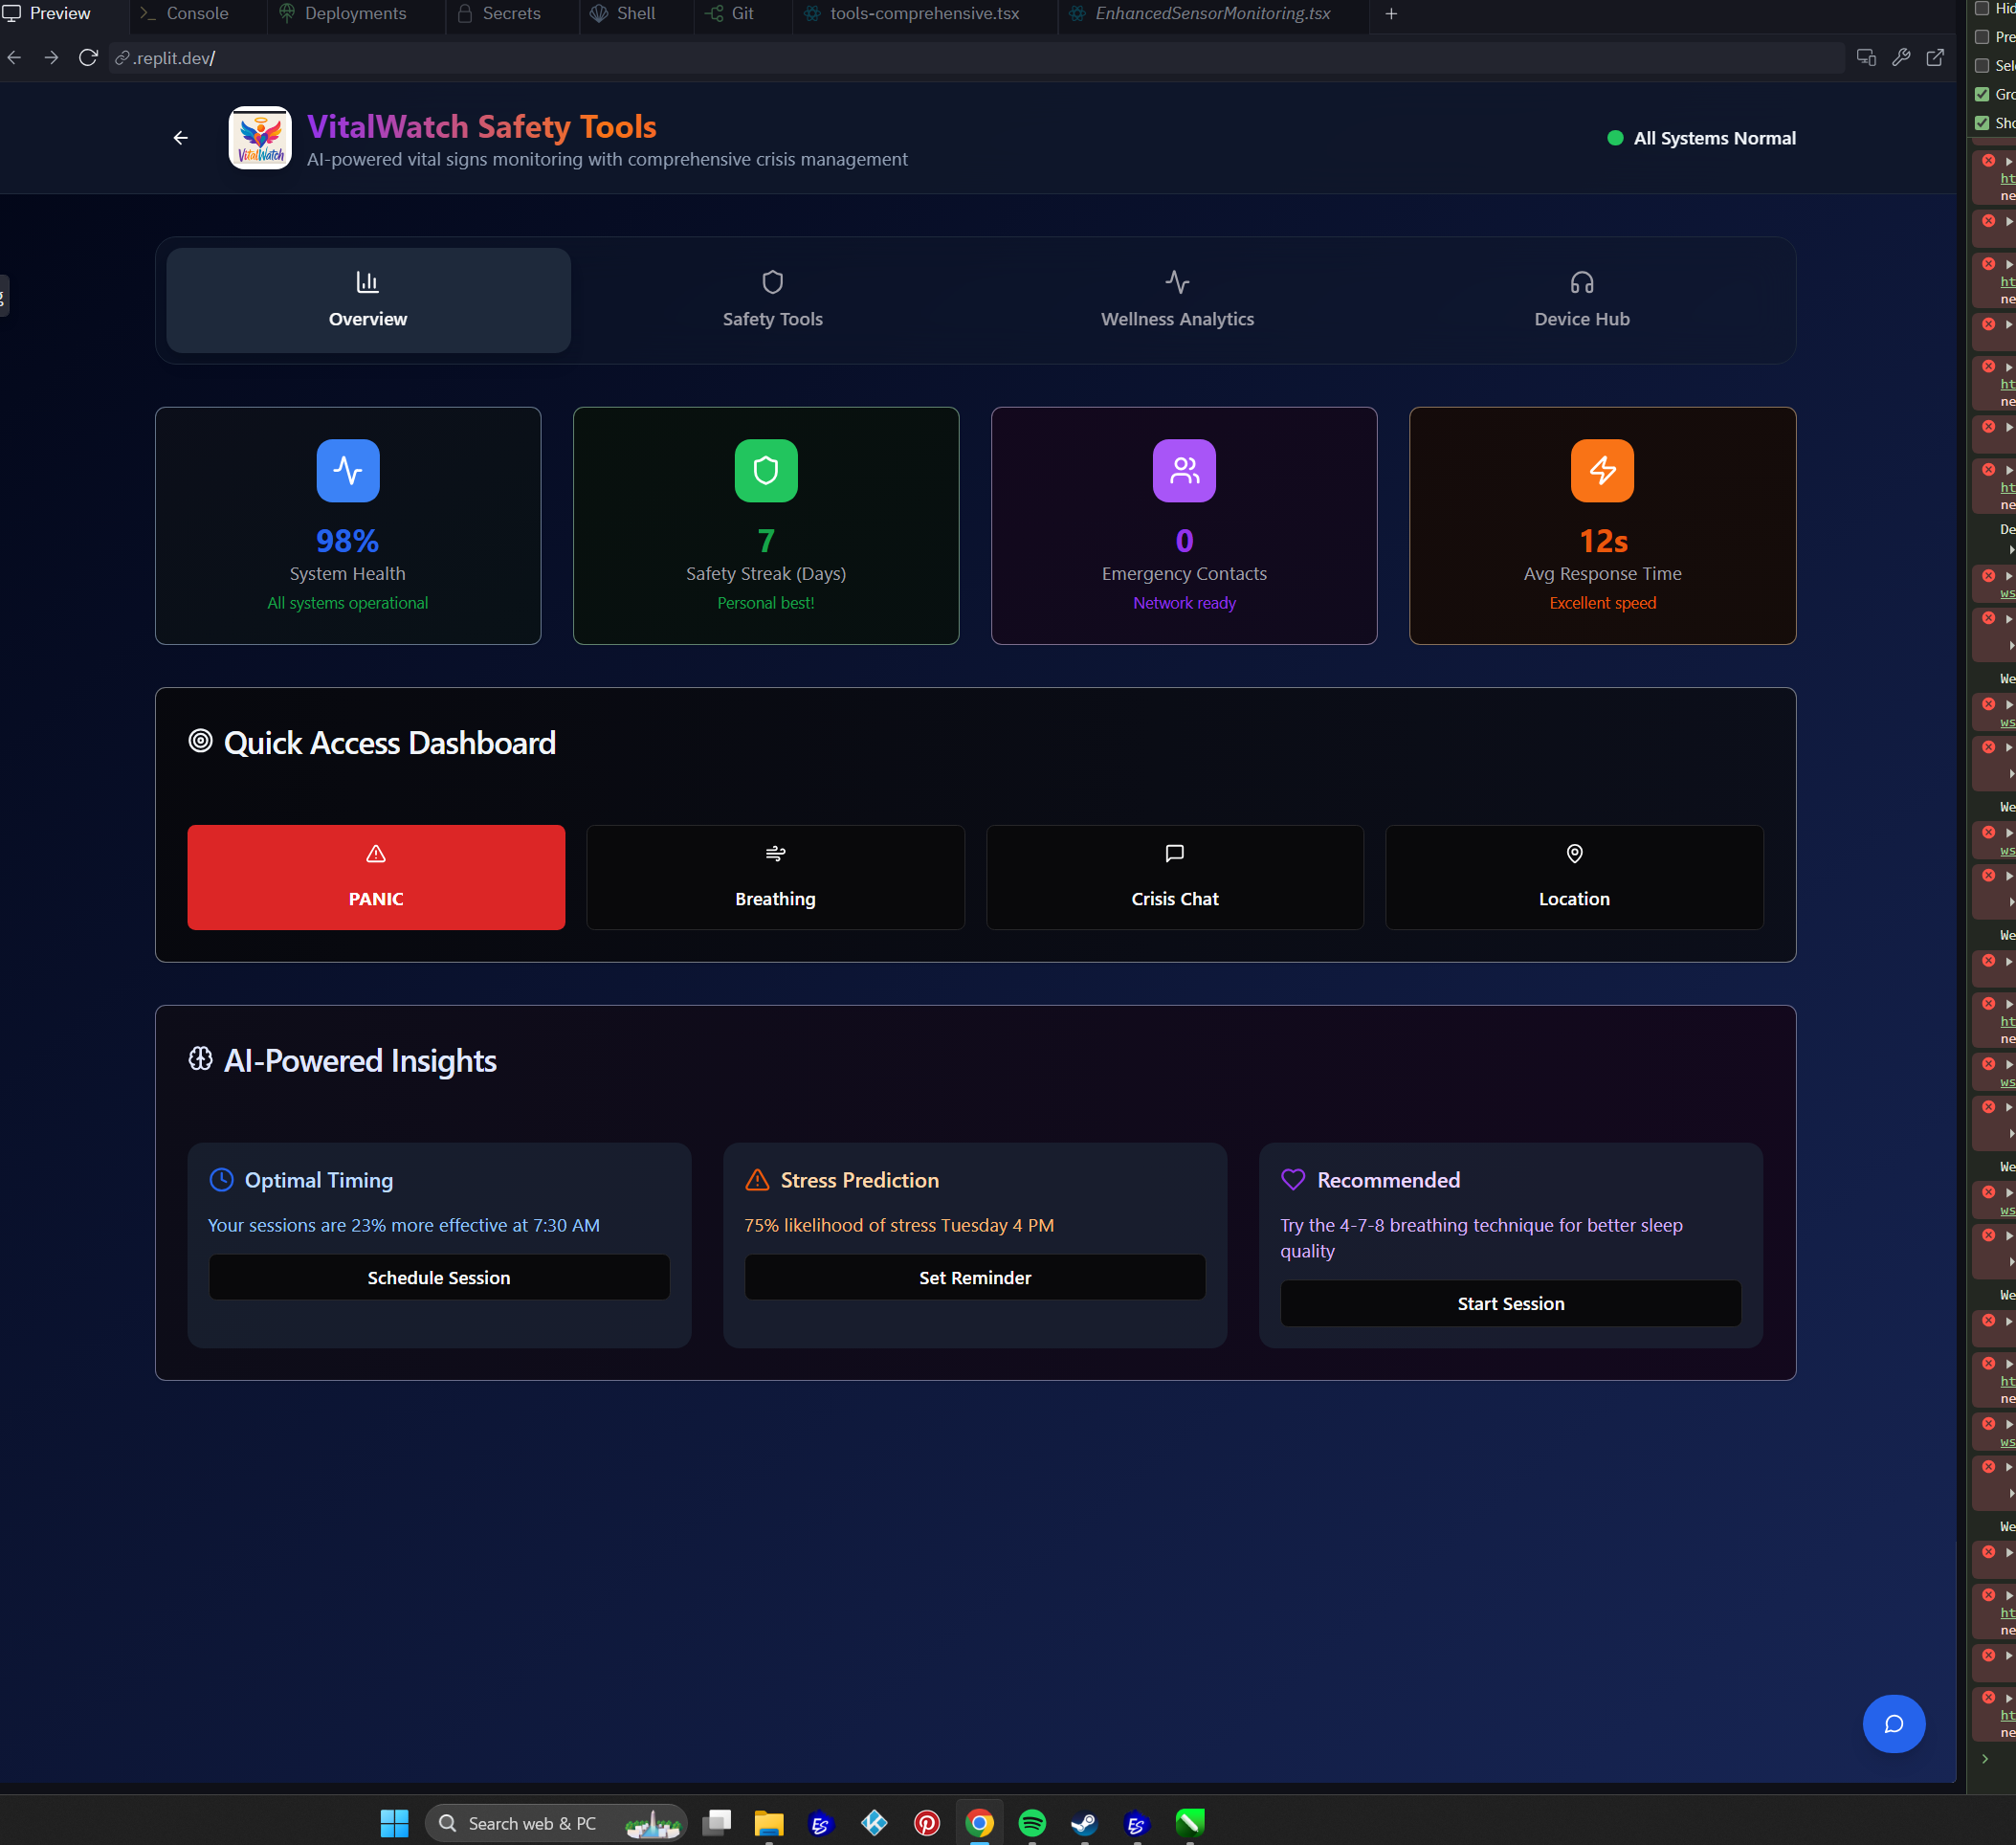 Preview
Console
Deployments
Secrets
Shell
Git
tools-comprehensive.tsx
EnhancedSensorMonitoring.tsx
.replit.dev/
VitalWatch
VitalWatch Safety Tools
AI-powered vital signs monitoring with comprehensive crisis management
All Systems Normal
Overview
Safety Tools
Wellness Analytics
Device Hub
98%
System Health
All systems operational
7
Safety Streak (Days)
Personal best!
0
Emergency Contacts
Network ready
12s
Avg Response Time
Excellent speed
Quick Access Dashboard
PANIC
Breathing
Crisis Chat
Location
AI-Powered Insights
Optimal Timing
Your sessions are 23% more effective at 7:30 AM
Schedule Session
Stress Prediction
75% likelihood of stress Tuesday 4 PM
Set Reminder
Recommended
Try the 4-7-8 breathing technique for better sleep
quality
Start Session
Search web & PC